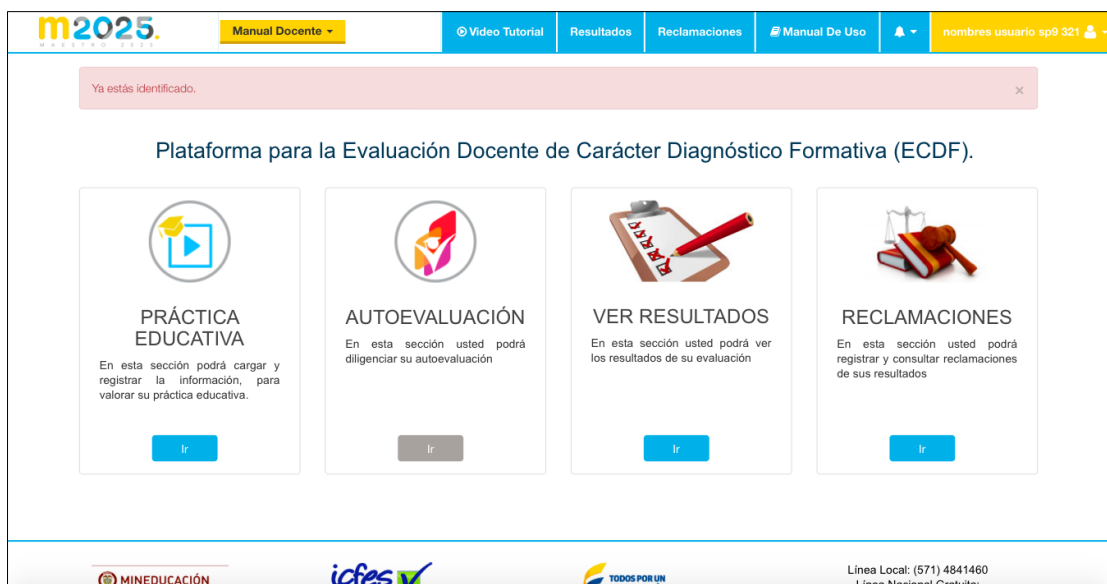 m2025.
MAESTRO 2025
Manual Docente
Video Tutorial
Resultados
Reclamaciones
Manual De Uso
nombres usuario sp9 321
Ya estás identificado.
×
Plataforma para la Evaluación Docente de Carácter Diagnóstico Formativa (ECDF).
PRÁCTICA
EDUCATIVA
En esta sección podrá cargar y
registrar la información, para
valorar su práctica educativa.
Ir
AUTOEVALUACIÓN
En esta sección usted podrá
diligenciar su autoevaluación
Ir
VER RESULTADOS
En esta sección usted podrá ver
los resultados de su evaluación
Ir
RECLAMACIONES
En esta sección usted podrá
registrar y consultar reclamaciones
de sus resultados
Ir
MINEDUCACIÓN
icfes
TODOS POR UN
Línea Local: (571) 4841460
Línea Nacional Gratuita: